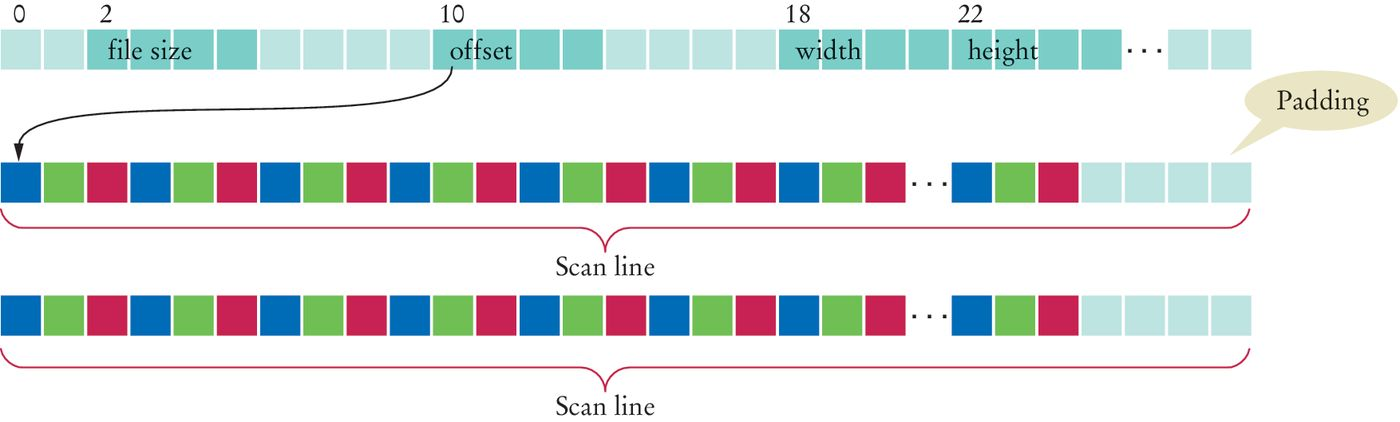 0 2 10 18 22
file size offset width height ...
Padding
...
Scan line
...
Scan line